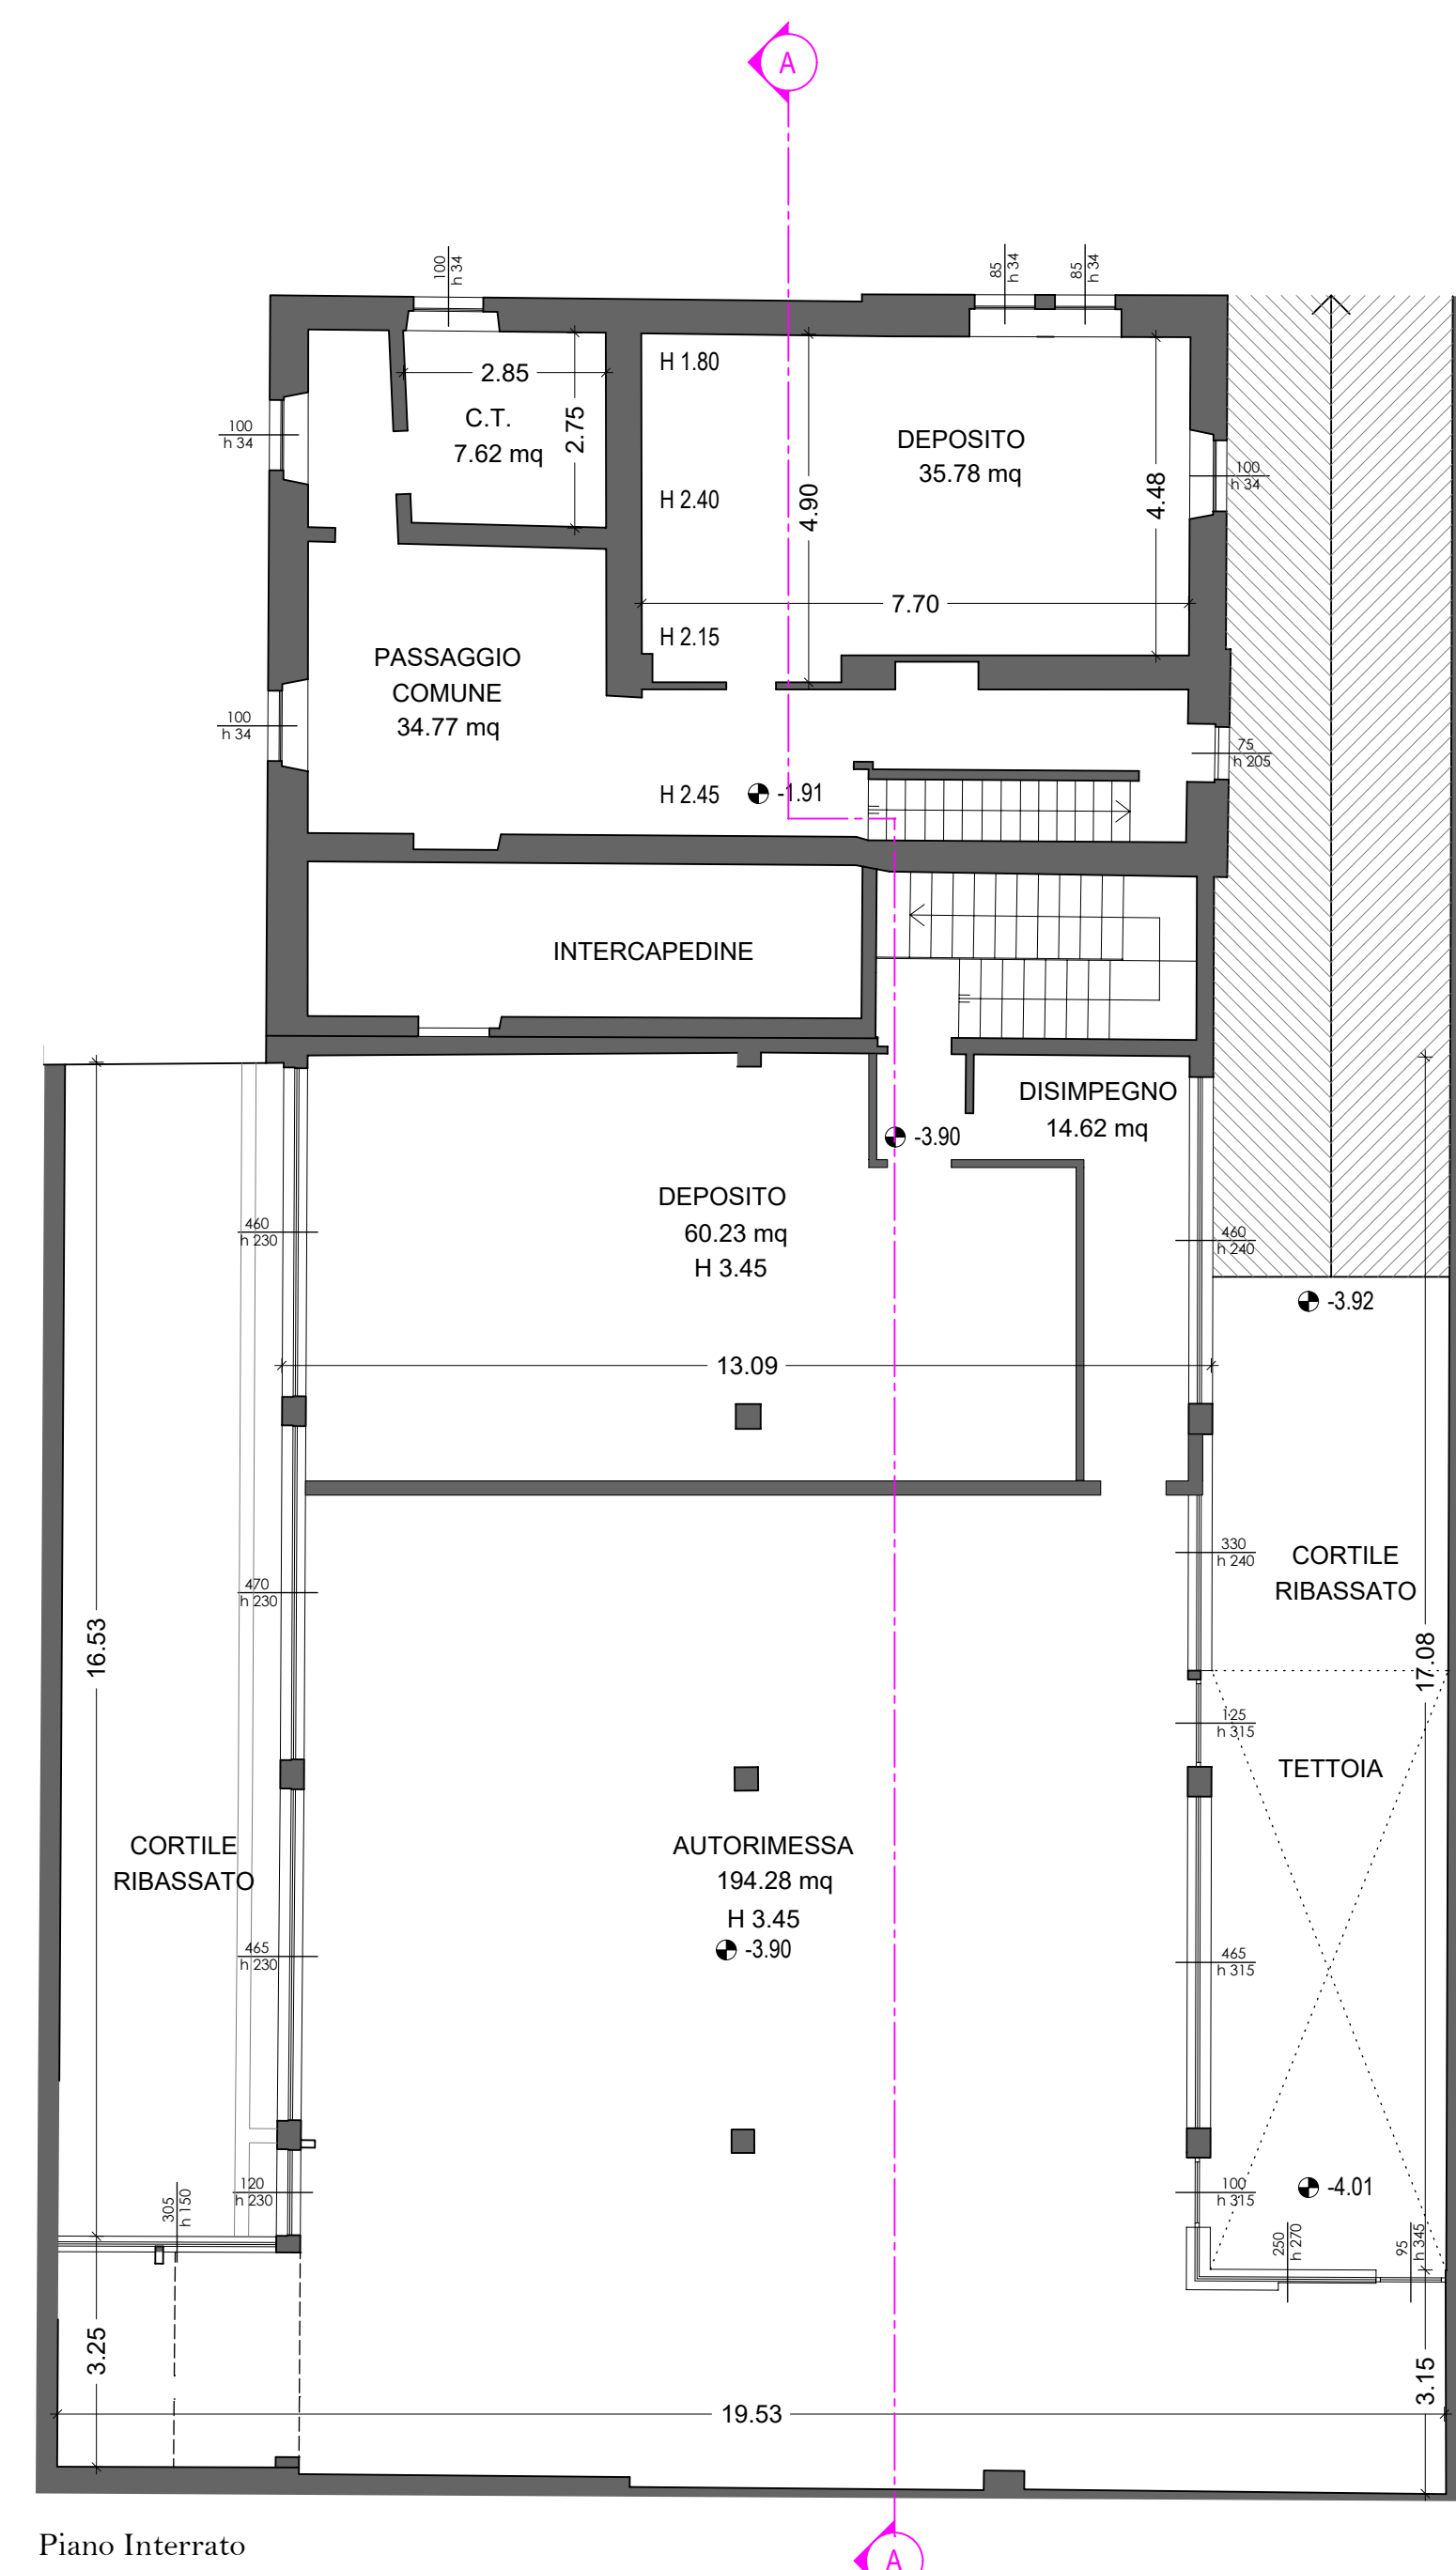 A
100
h 34
85
h 34
85
h 34
H 1.80
2.85
C.T.
7.62 mq
2.75
100
h 34
DEPOSITO
35.78 mq
100
h 34
H 2.40
4.90
4.48
7.70
H 2.15
PASSAGGIO
COMUNE
34.77 mq
100
h 34
75
h 205
H 2.45
-1.91
INTERCAPEDINE
DISIMPEGNO
14.62 mq
-3.90
DEPOSITO
60.23 mq
H 3.45
460
h 230
460
h 240
-3.92
13.09
330
h 240
CORTILE
RIBASSATO
470
h 230
16.53
17.08
125
h 315
TETTOIA
CORTILE
RIBASSATO
AUTORIMESSA
194.28 mq
H 3.45
-3.90
465
h 230
465
h 315
120
h 230
100
h 315
-4.01
305
h 150
250
h 270
95
h 345
3.25
3.15
19.53
Piano Interrato
A